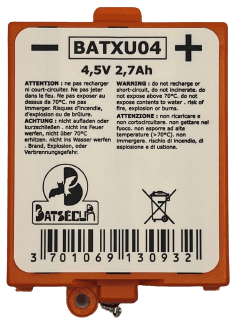 BATXU04
4,5V 2,7Ah
ATTENTION : ne pas recharger
ni court-circuiter. Ne pas jeter
dans le feu. Ne pas exposer au
dessus de 70°C. ne pas
immerger. Risques d'incendie,
d'explosion ou de brûlure.
ACHTUNG : nicht aufladen oder
kurzschließen . nicht ins Feuer
werfen, nicht über 70°C
erhitzen. nicht ins Wasser werfen
. Brand, Explosion, oder
Verbrennungsgefahr.
WARNING : do not recharge or
short-circuit, do not incinerate, do
not expose above 70°C. do not
expose contents to water . risk of
fire, explosion or burns.
ATTENZIONE : non ricaricare e
non cortocircuitare. non gettare nel
fuoco. non esporre ad alte
temperature (>70°C). non
immergere. rischio d'incendio, di
esplosione e di ustione.
BATSECUR
3 701069 130932